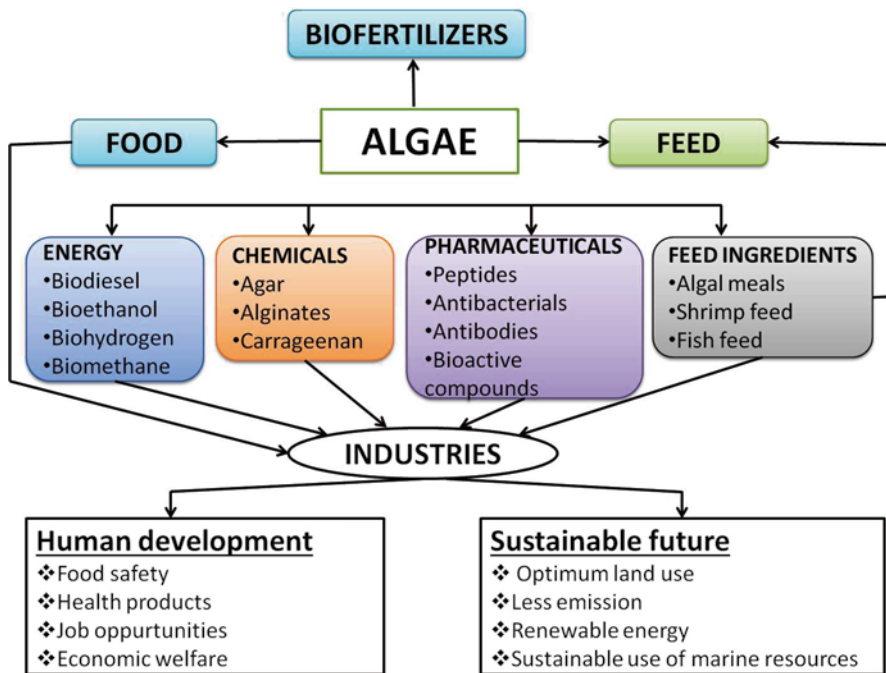 BIOFERTILIZERS
FOOD
ALGAE
FEED
ENERGY
•Biodiesel
•Bioethanol
•Biohydrogen
•Biomethane
CHEMICALS
•Agar
•Alginates
•Carrageenan
PHARMACEUTICALS
•Peptides
•Antibacterials
•Antibodies
•Bioactive
compounds
FEED INGREDIENTS
•Algal meals
•Shrimp feed
•Fish feed
INDUSTRIES
Human development
❖Food safety
❖Health products
❖Job oppurtunities
❖Economic welfare
Sustainable future
❖ Optimum land use
❖Less emission
❖Renewable energy
❖Sustainable use of marine resources